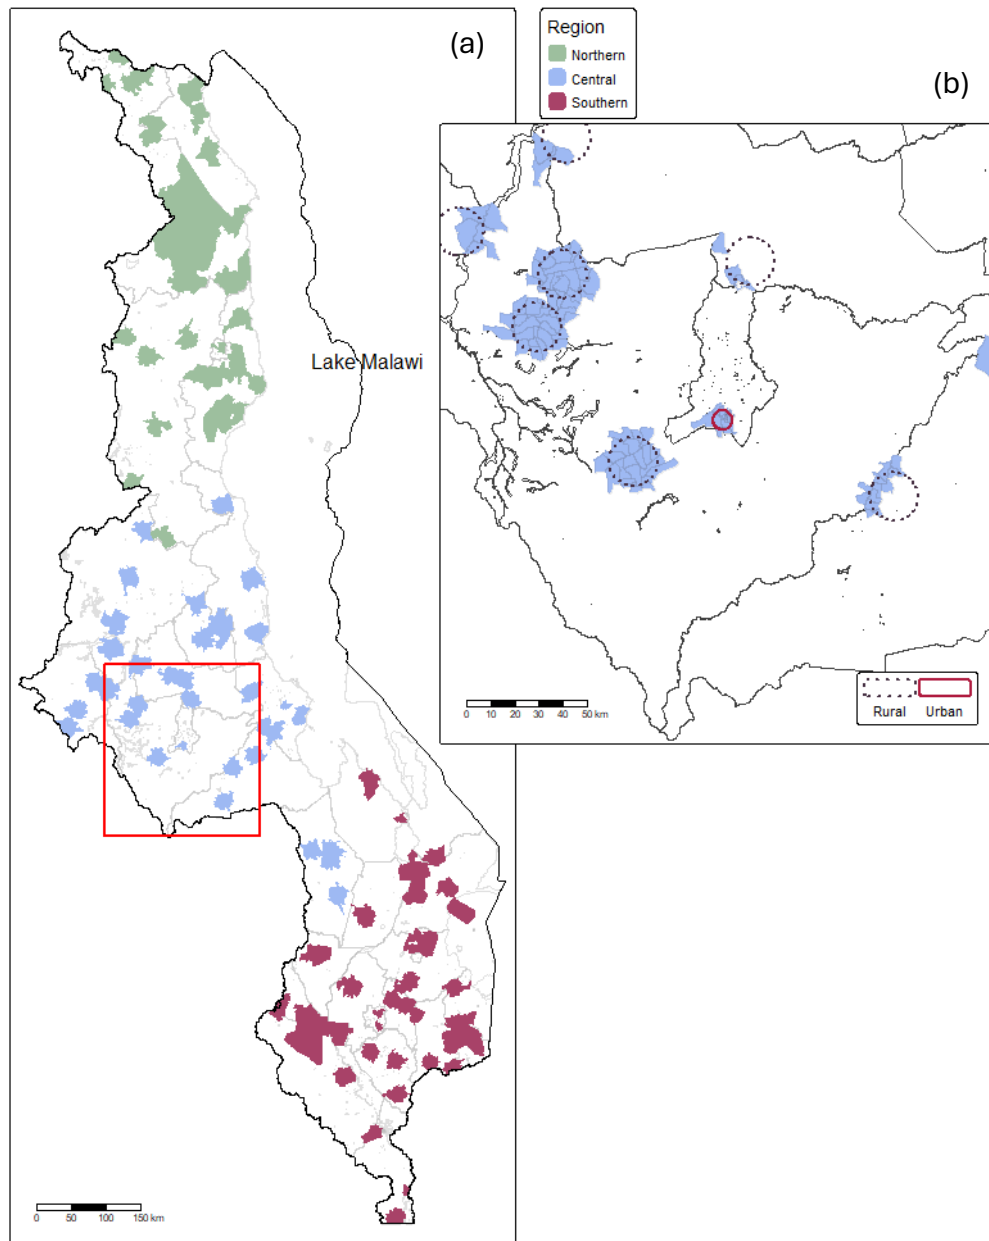 (a)
Region
Northern
Central
Southern
(b)
Lake Malawi
0 10 20 30 40 50 km
Rural Urban
0 50 100 150 km